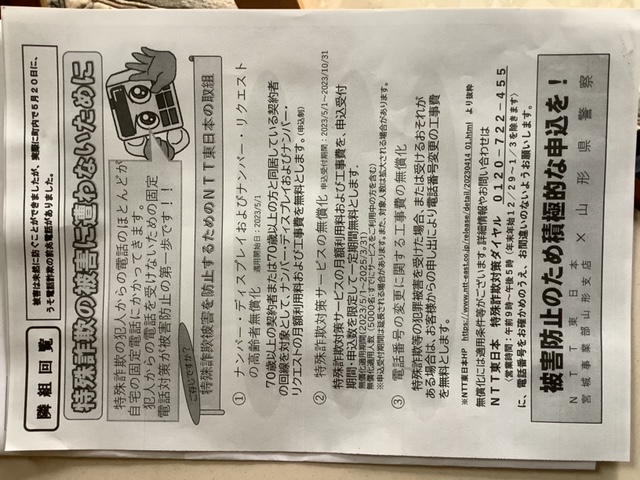 隣組回覧
被害は未然に防ぐことができましたが、実際に町内で５月２０日に、
うそ電話詐欺の前兆電話がありました。
特殊詐欺の被害に遭わないために
特殊詐欺の犯人からの電話のほとんどが
自宅の固定電話にかかってきます。
犯人からの電話を受けないための固定
電話対策が被害防止の第一歩です！！
ご存じですか？
特殊詐欺被害を防止するためのＮＴＴ東日本の取組
① ナンバー・ディスプレイおよびナンバー・リクエスト
の高齢者無償化　適用開始日：2023/5/1
70歳以上の契約者または70歳以上の方と同居している契約者
の回線を対象として、ナンバー・ディスプレイおよびナンバー・
リクエストの月額利用料および工事費を無料とします。（申込制）
② 特殊詐欺対策サービスの無償化　申込受付期間：2023/5/1～2023/10/31
特殊詐欺対策サービスの月額利用料および工事費を、申込受付
期間・申込数を限定して一定期間無料とします．
無償化適用期間（2023/5/1～2025/3/31）
無償化適用人数（5000名：すでにサービスをご利用中の方を含む）
※申込受付期間は延長される場合があります。また、対象人数は拡大される場合があります。
③ 電話番号の変更に関する工事費の無償化
特殊詐欺等の犯罪被害を受けた場合、または受けるおそれが
ある場合は、お客様からの申し出により電話番号変更の工事費
を無料とします。
※NTT東日本HP　https://www.ntt-east.co.jp/release/detail/20230414_01.html　より抜粋
無償化には適用条件等がございます。詳細情報やお問い合わせは
ＮＴＴ東日本　特殊詐欺対策ダイヤル　０１２０－７２２－４５５
〈営業時間：午前９時～午後５時（年末年始１２／２９～１／３を除きます）〉
に、電話番号をお確かめのうえ、お間違いのないようお願いします。
被害防止のため積極的な申込を！
ＮＴＴ東日本
宮城事業部山形支店
×山形県警察